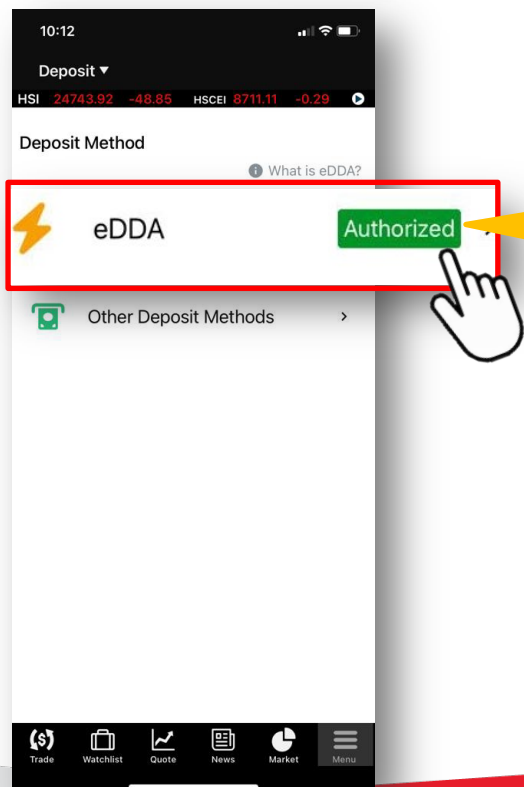 10:12
Deposit ▼
HSI 24743.92 -48.85 HSCEI 8711.11 -0.29
Deposit Method
What is eDDA?
eDDA Authorized
Other Deposit Methods
Trade Watchlist Quote News Market Menu